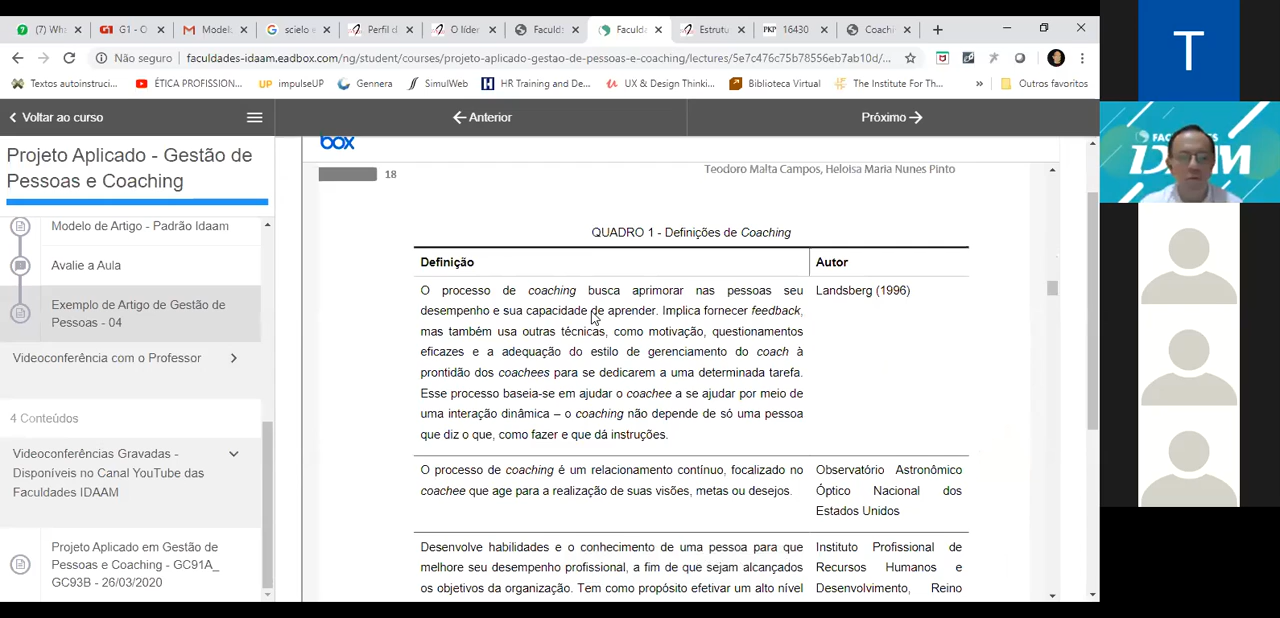 (7) Wha
G1 - O
Modelo
scielo e
Perfil d
O líder
Faculda
Faculda
Estrutu
PKP 16430
Coachi
Não seguro
faculdades-idaam.eadbox.com/ng/student/courses/projeto-aplicado-gestao-de-pessoas-e-coaching/lectures/5e7c476c75b78556eb7ab10d/...
Textos autoinstruci...
ÉTICA PROFISSION...
UP impulseUP
Gennera
SimulWeb
HR Training and De...
UX & Design Thinki...
Biblioteca Virtual
The Institute For Th...
»
Outros favoritos
Voltar ao curso
Anterior
Próximo
Projeto Aplicado - Gestão de
Pessoas e Coaching
Modelo de Artigo - Padrão Idaam
Avalie a Aula
Exemplo de Artigo de Gestão de
Pessoas - 04
Videoconferência com o Professor
4 Conteúdos
Videoconferências Gravadas -
Disponíveis no Canal YouTube das
Faculdades IDAAM
Projeto Aplicado em Gestão de
Pessoas e Coaching - GC91A_
GC93B - 26/03/2020
box
18
Teodoro Malta Campos, Heloisa Maria Nunes Pinto
QUADRO 1 - Definições de Coaching
Definição Autor
O processo de coaching busca aprimorar nas pessoas seu Landsberg (1996)
desempenho e sua capacidade de aprender. Implica fornecer feedback,
mas também usa outras técnicas, como motivação, questionamentos
eficazes e a adequação do estilo de gerenciamento do coach à
prontidão dos coachees para se dedicarem a uma determinada tarefa.
Esse processo baseia-se em ajudar o coachee a se ajudar por meio de
uma interação dinâmica – o coaching não depende de só uma pessoa
que diz o que, como fazer e que dá instruções.
O processo de coaching é um relacionamento contínuo, focalizado no Observatório Astronômico
coachee que age para a realização de suas visões, metas ou desejos. Óptico Nacional dos
Estados Unidos
Desenvolve habilidades e o conhecimento de uma pessoa para que Instituto Profissional de
melhore seu desempenho profissional, a fim de que sejam alcançados Recursos Humanos e
os objetivos da organização. Tem como propósito efetivar um alto nível Desenvolvimento, Reino
T
FAC
IDAAM